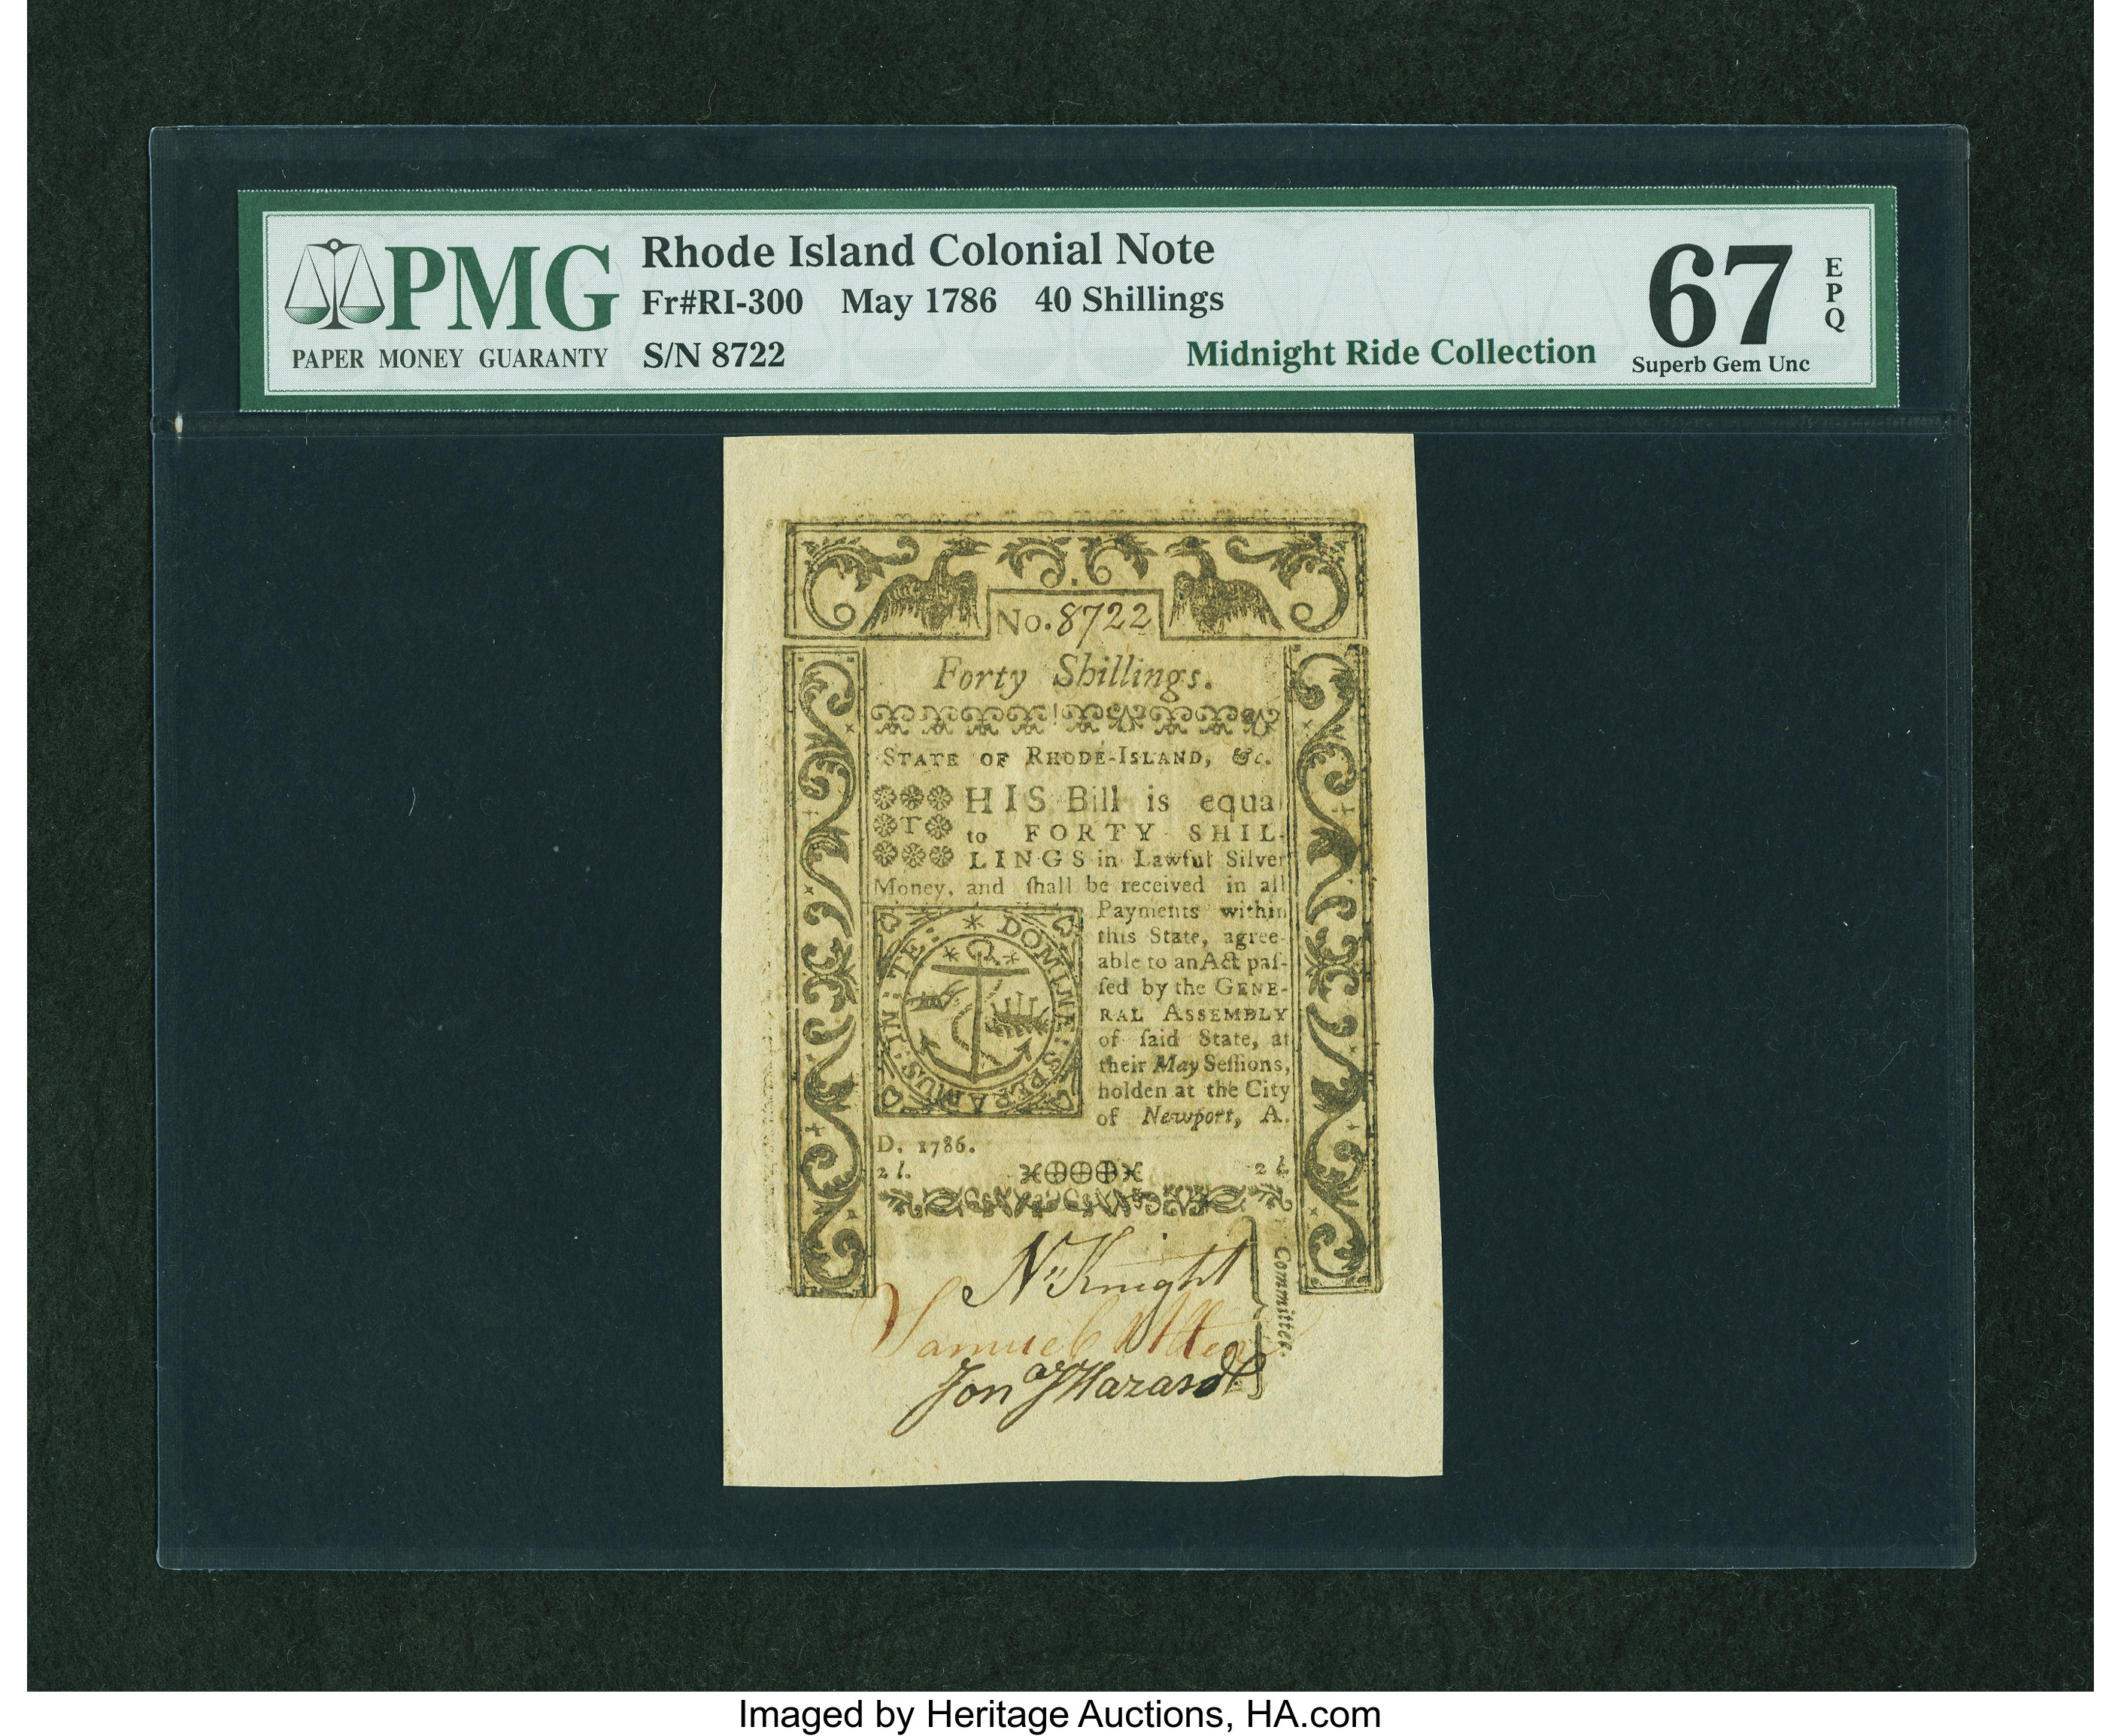 PMG
PAPER MONEY GUARANTY
Rhode Island Colonial Note
Fr#RI-300 May 1786 40 Shillings
S/N 8722
Midnight Ride Collection
67
Superb Gem Unc
EPQ
No. 8722
Forty Shillings.
STATE OF RHODE-ISLAND, &c.
THIS Bill is equa
to FORTY SHIL-
LINGS in Lawful Silver
Money, and ſhall be received in all
Payments within
this State, agree-
able to an Act paſ-
ſed by the GENE-
RAL ASSEMBLY
of ſaid State, at
their May Seſſions,
holden at the City
of Newport, A.
D. 1786.
IN: TE: DOMINE: SPERAMUS:
2 l. 2 l.
N Knight
Samuel Allen
Jona J Hazard
Committee.
Imaged by Heritage Auctions, HA.com